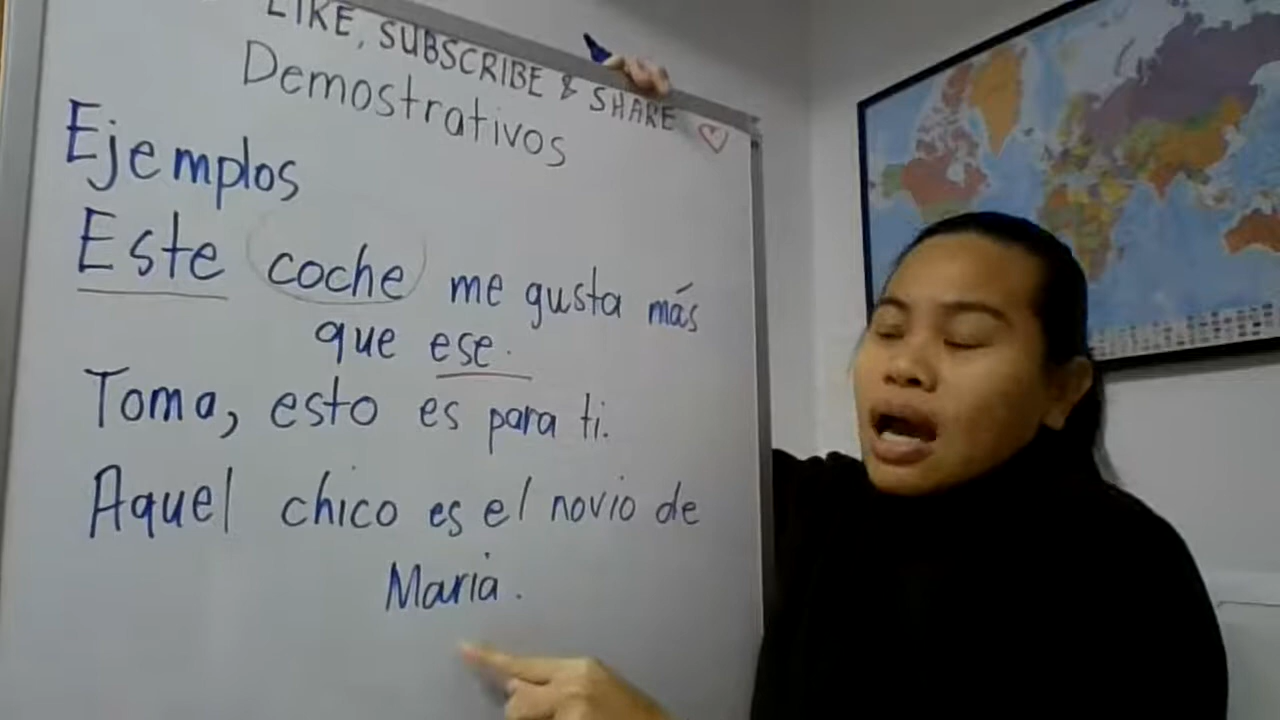 LIKE, SUBSCRIBE & SHARE
Demostrativos
Ejemplos
Este coche me gusta más
que ese.
Toma, esto es para ti.
Aquel chico es el novio de
Maria.